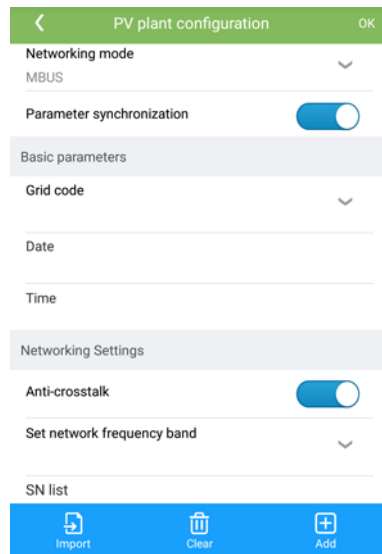 PV plant configuration OK
Networking mode
MBUS
Parameter synchronization
Basic parameters
Grid code
Date
Time
Networking Settings
Anti-crosstalk
Set network frequency band
SN list
Import Clear Add